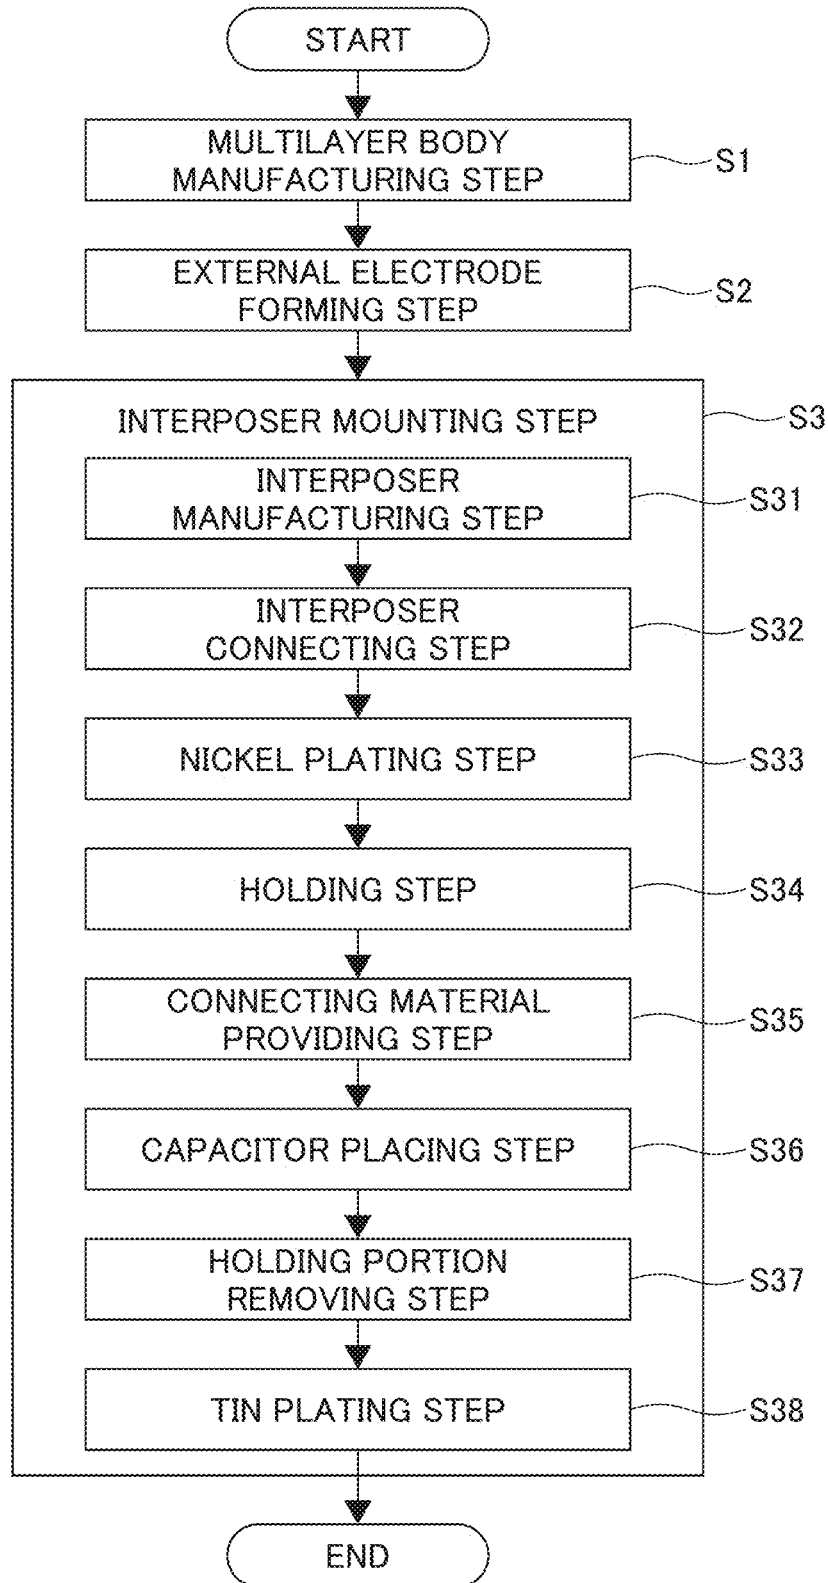 START
MULTILAYER BODY
MANUFACTURING STEP
S1
EXTERNAL ELECTRODE
FORMING STEP
S2
INTERPOSER MOUNTING STEP
S3
INTERPOSER
MANUFACTURING STEP
S31
INTERPOSER
CONNECTING STEP
S32
NICKEL PLATING STEP
S33
HOLDING STEP
S34
CONNECTING MATERIAL
PROVIDING STEP
S35
CAPACITOR PLACING STEP
S36
HOLDING PORTION
REMOVING STEP
S37
TIN PLATING STEP
S38
END